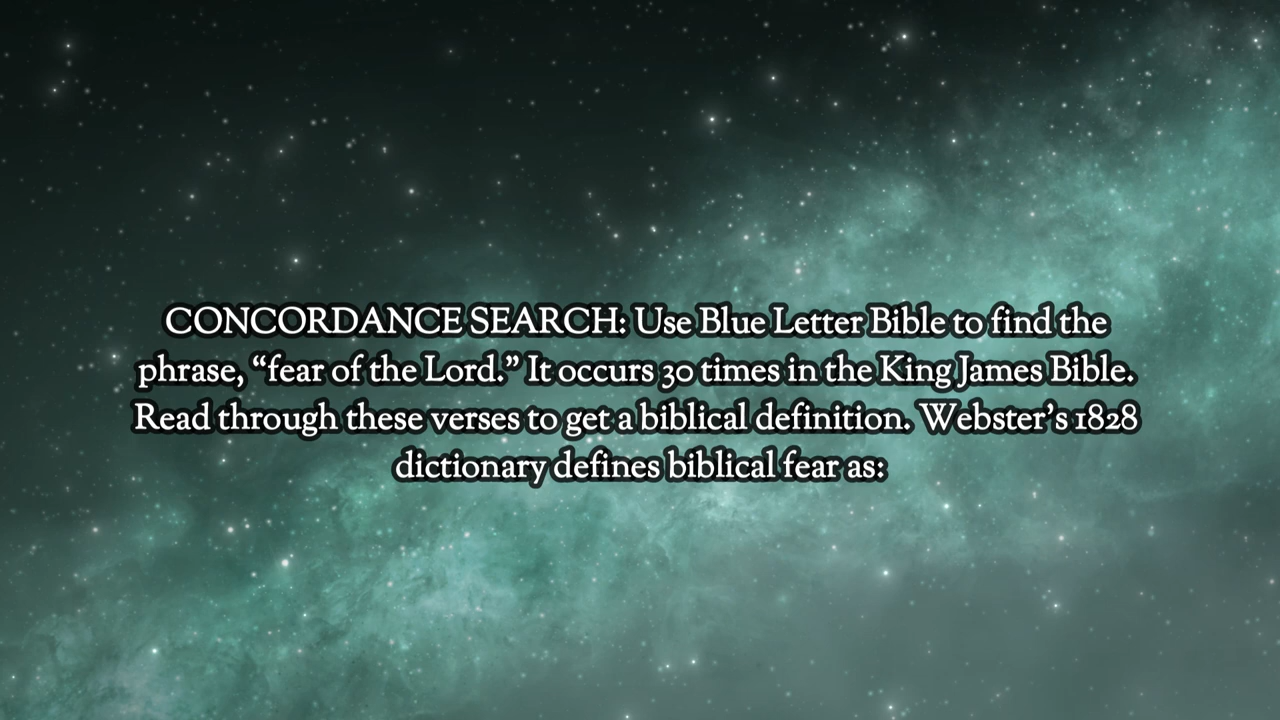 CONCORDANCE SEARCH: Use Blue Letter Bible to find the
phrase, “fear of the Lord.” It occurs 30 times in the King James Bible.
Read through these verses to get a biblical definition. Webster’s 1828
dictionary defines biblical fear as: